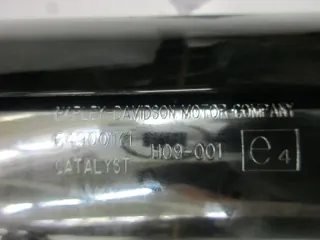 HARLEY-DAVIDSON MOTOR COMPANY
H09-001 e4
CATALYST